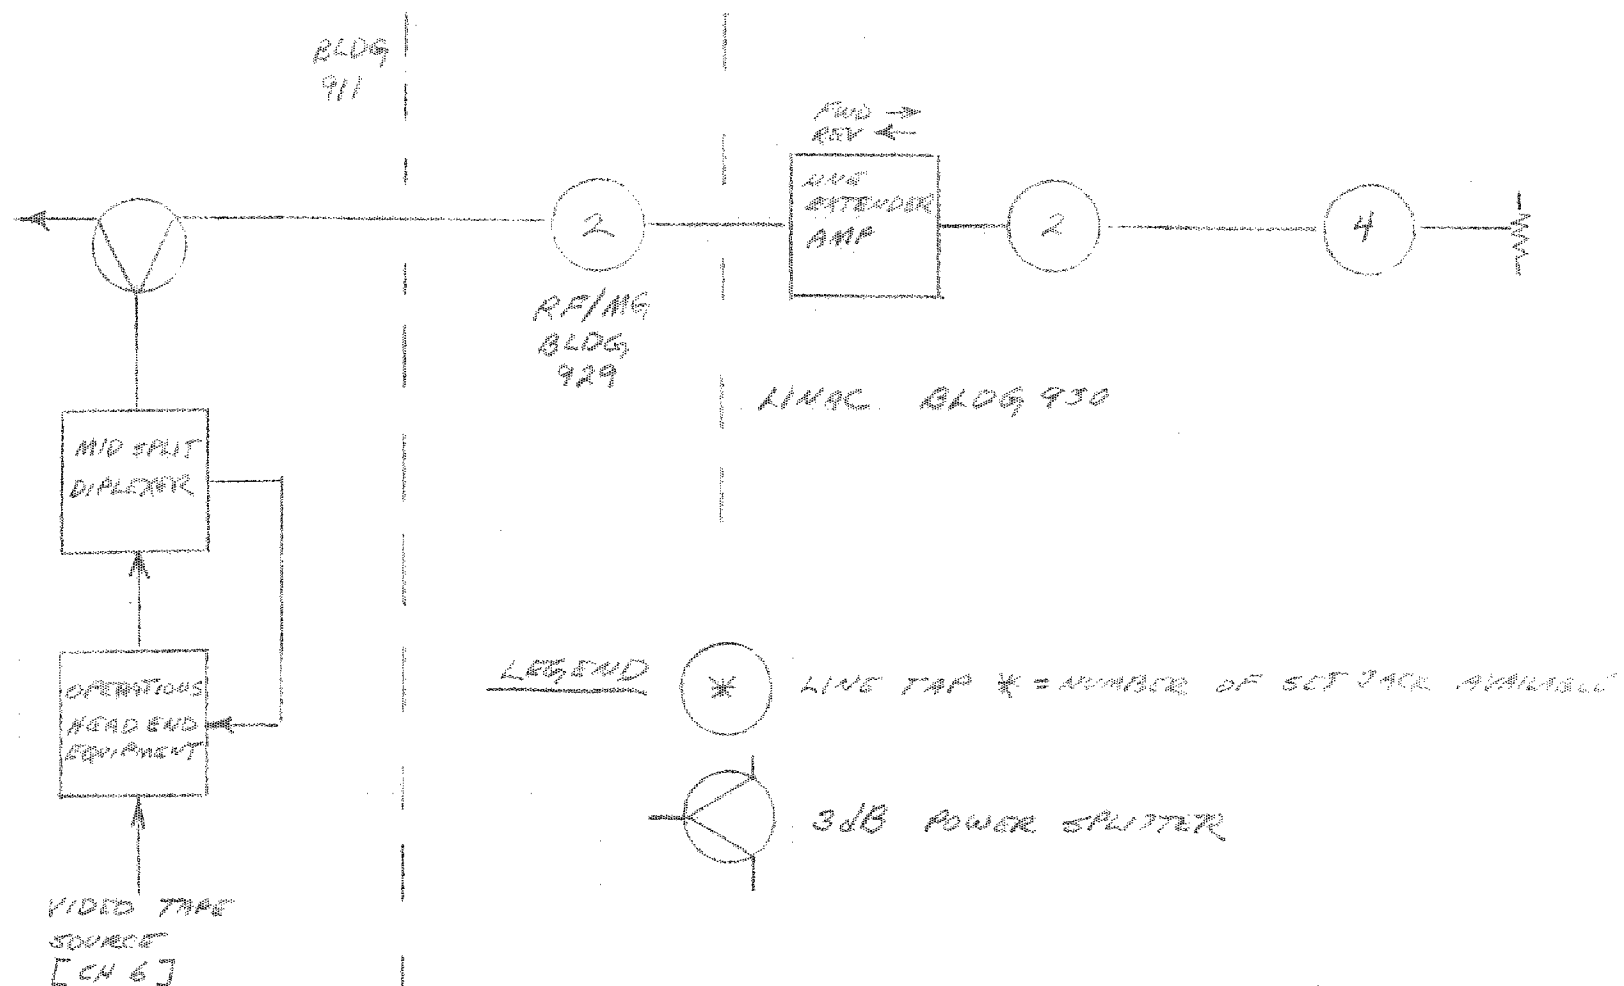 BLDG
911
FWD →
REV ←
LINE
EXTENDER
AMP
2
2
4
RF/MG
BLDG
929
LINAC BLDG 930
MID SPLIT
DIPLEXER
OPERATIONS
HEAD END
EQUIPMENT
VIDEO TAPE
SOURCE
[CH 6]
LEGEND
* LINE TAP * = NUMBER OF SET JACK AVAILABLE
3dB POWER SPLITTER